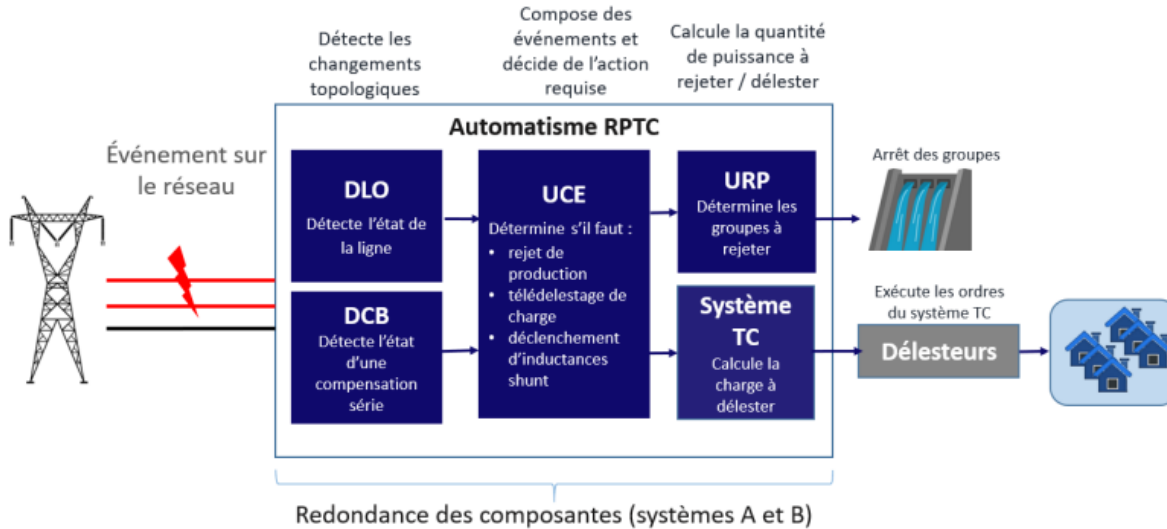 Détecte les
changements
topologiques
Compose des
événements et
décide de l'action
requise
Calcule la quantité
de puissance à
rejeter / délester
Événement sur
le réseau
Automatisme RPTC
DLO
Détecte l'état de
la ligne
DCB
Détecte l'état
d'une
compensation
série
UCE
Détermine s'il faut :
• rejet de
production
• télédelestage de
charge
• déclenchement
d'inductances
shunt
URP
Détermine les
groupes à
rejeter
Système
TC
Calcule la
charge à
délester
Arrêt des groupes
Exécute les ordres
du système TC
Délesteurs
Redondance des composantes (systèmes A et B)